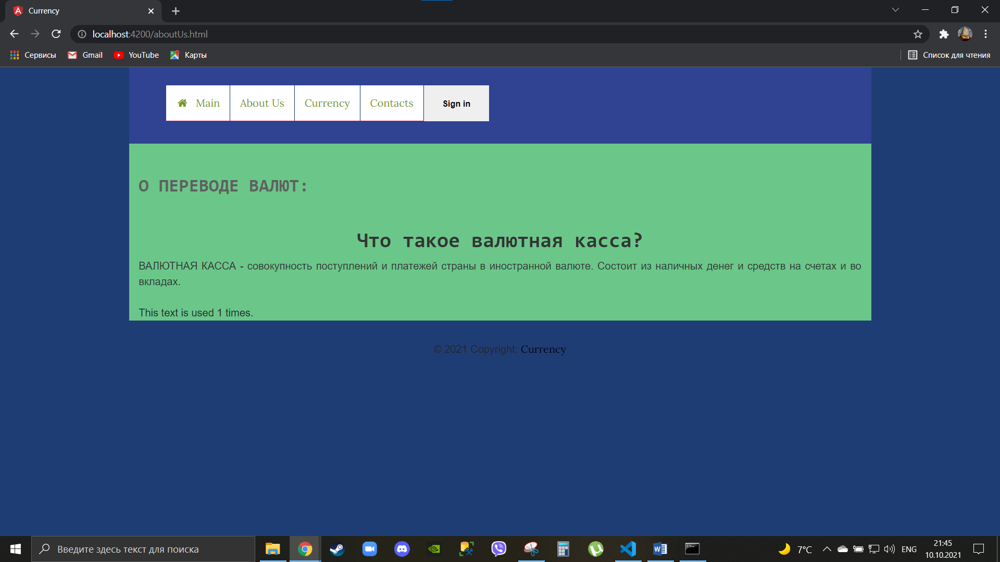 Currency
localhost:4200/aboutUs.html
Сервисы Gmail YouTube Карты Список для чтения
Main About Us Currency Contacts Sign in
О ПЕРЕВОДЕ ВАЛЮТ:
Что такое валютная касса?
ВАЛЮТНАЯ КАССА - совокупность поступлений и платежей страны в иностранной валюте. Состоит из наличных денег и средств на счетах и во
вкладах.
This text is used 1 times.
© 2021 Copyright: Currency
Введите здесь текст для поиска
7°C ENG 21:45
10.10.2021